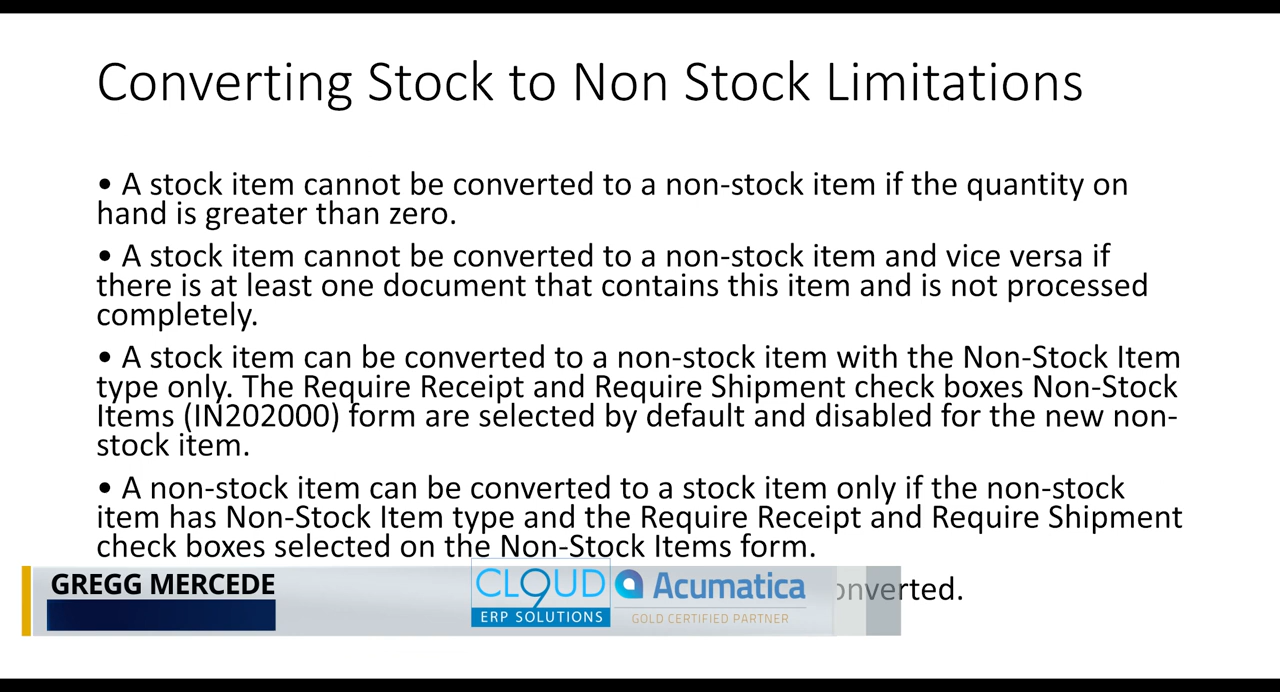 Converting Stock to Non Stock Limitations
• A stock item cannot be converted to a non-stock item if the quantity on
hand is greater than zero.
• A stock item cannot be converted to a non-stock item and vice versa if
there is at least one document that contains this item and is not processed
completely.
• A stock item can be converted to a non-stock item with the Non-Stock Item
type only. The Require Receipt and Require Shipment check boxes Non-Stock
Items (IN202000) form are selected by default and disabled for the new non-
stock item.
• A non-stock item can be converted to a stock item only if the non-stock
item has Non-Stock Item type and the Require Receipt and Require Shipment
check boxes selected on the Non-Stock Items form.
GREGG MERCEDE
CLOUD
ERP SOLUTIONS
Acumatica
GOLD CERTIFIED PARTNER